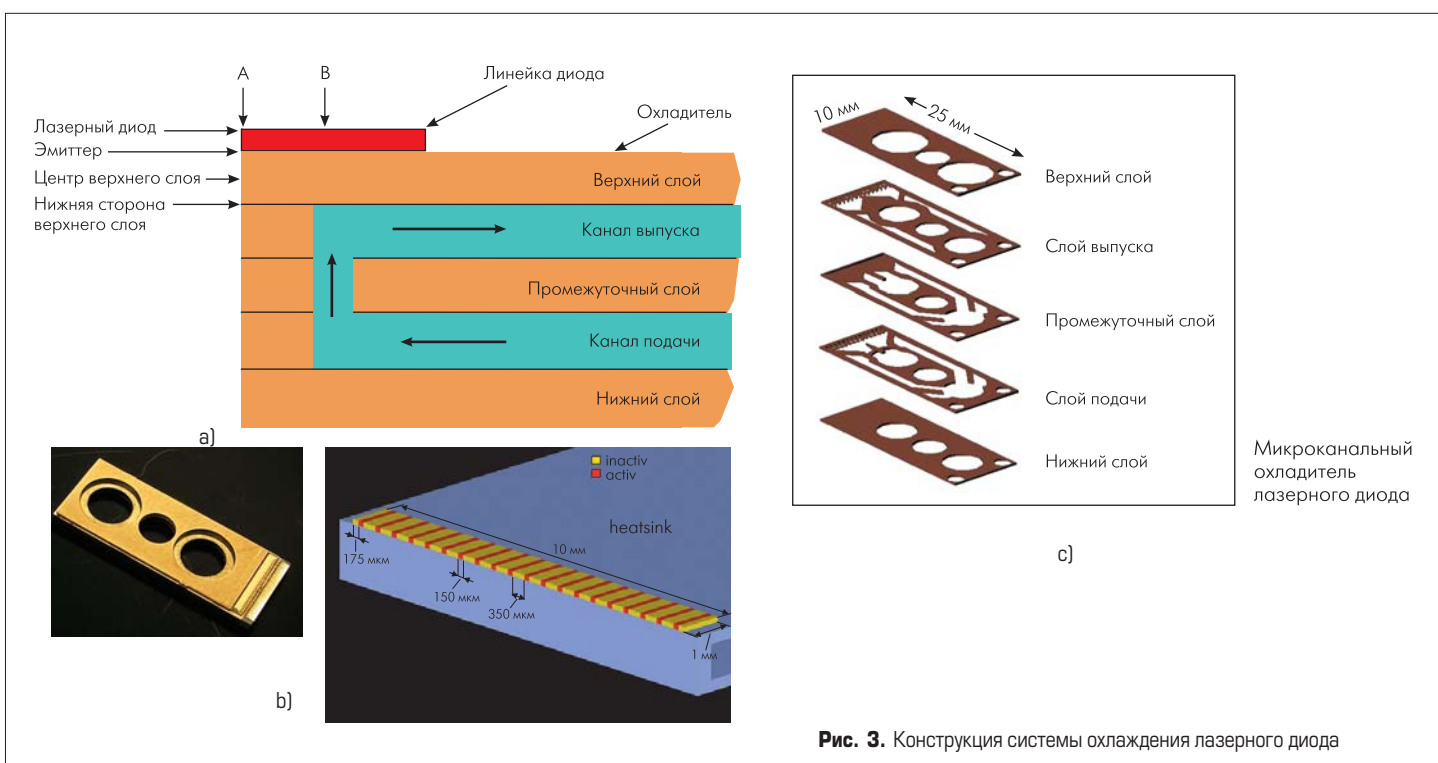 A
B
Линейка диода
Лазерный диод
Эмиттер
Охладитель
Центр верхнего слоя
Нижняя сторона
верхнего слоя
Верхний слой
Канал выпуска
Промежуточный слой
Канал подачи
Нижний слой
a)
inactiv
activ
heatsink
10 мм
175 мкм
150 мкм
350 мкм
1 мм
b)
10 мм
25 мм
Верхний слой
Слой выпуска
Промежуточный слой
Слой подачи
Нижний слой
c)
Микроканальный
охладитель
лазерного диода
Рис. 3. Конструкция системы охлаждения лазерного диода